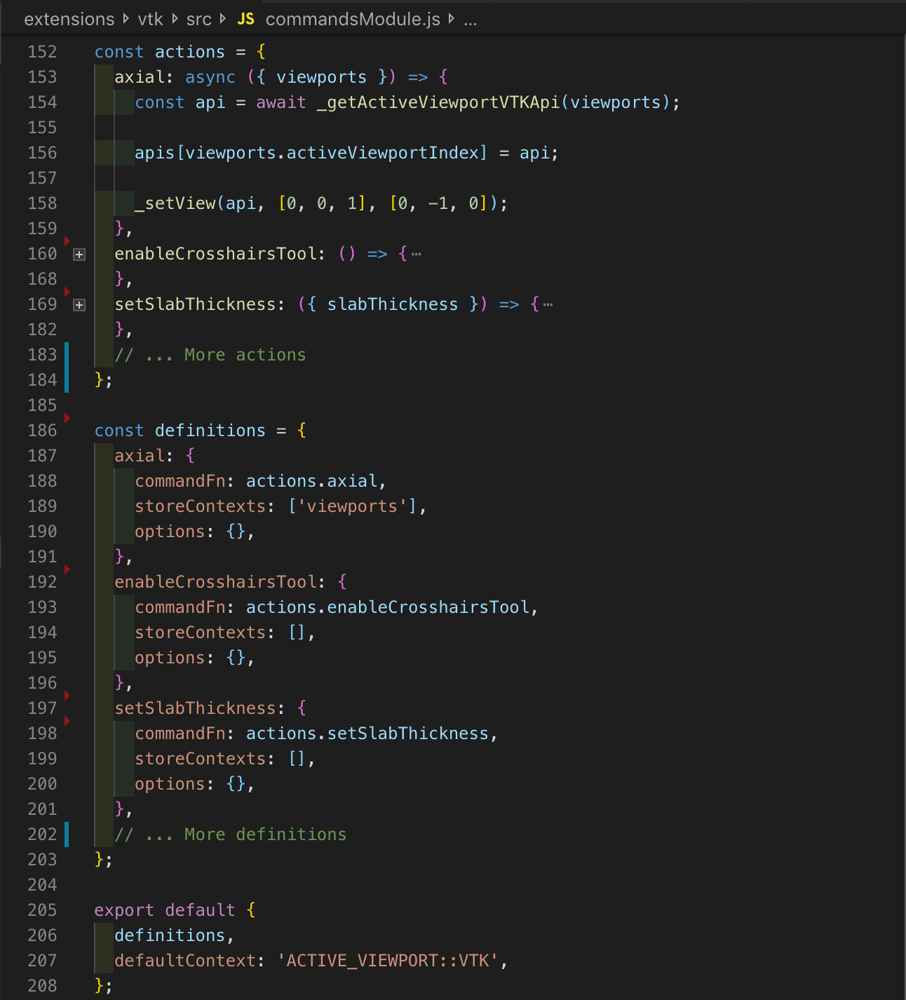 extensions > vtk > src > JS commandsModule.js > ...
152 const actions = {
153   axial: async ({ viewports }) => {
154     const api = await _getActiveViewportVTKApi(viewports);
155
156     apis[viewports.activeViewportIndex] = api;
157
158     _setView(api, [0, 0, 1], [0, -1, 0]);
159   },
160   enableCrosshairsTool: () => {⋯
168   },
169   setSlabThickness: ({ slabThickness }) => {⋯
182   },
183   // ... More actions
184 };
185
186 const definitions = {
187   axial: {
188     commandFn: actions.axial,
189     storeContexts: ['viewports'],
190     options: {},
191   },
192   enableCrosshairsTool: {
193     commandFn: actions.enableCrosshairsTool,
194     storeContexts: [],
195     options: {},
196   },
197   setSlabThickness: {
198     commandFn: actions.setSlabThickness,
199     storeContexts: [],
200     options: {},
201   },
202   // ... More definitions
203 };
204
205 export default {
206   definitions,
207   defaultContext: 'ACTIVE_VIEWPORT::VTK',
208 };